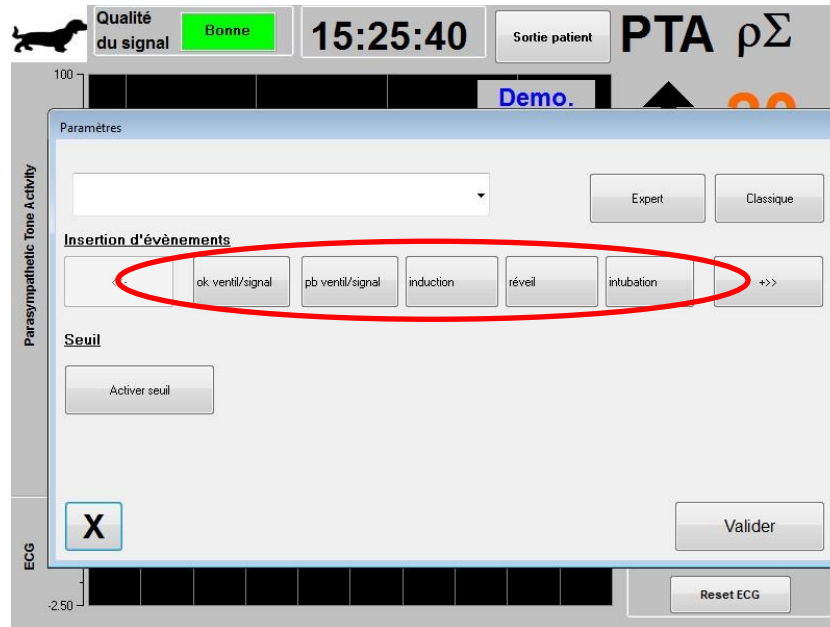 Qualité
du signal
Bonne
15:25:40
Sortie patient
PTA ρΣ
100
Demo.
Paramètres
Parasympathetic Tone Activity
Expert
Classique
Insertion d'évènements
ok ventil/signal
pb ventil/signal
induction
réveil
intubation
+>>
Seuil
Activer seuil
X
Valider
ECG
-2.50
Reset ECG